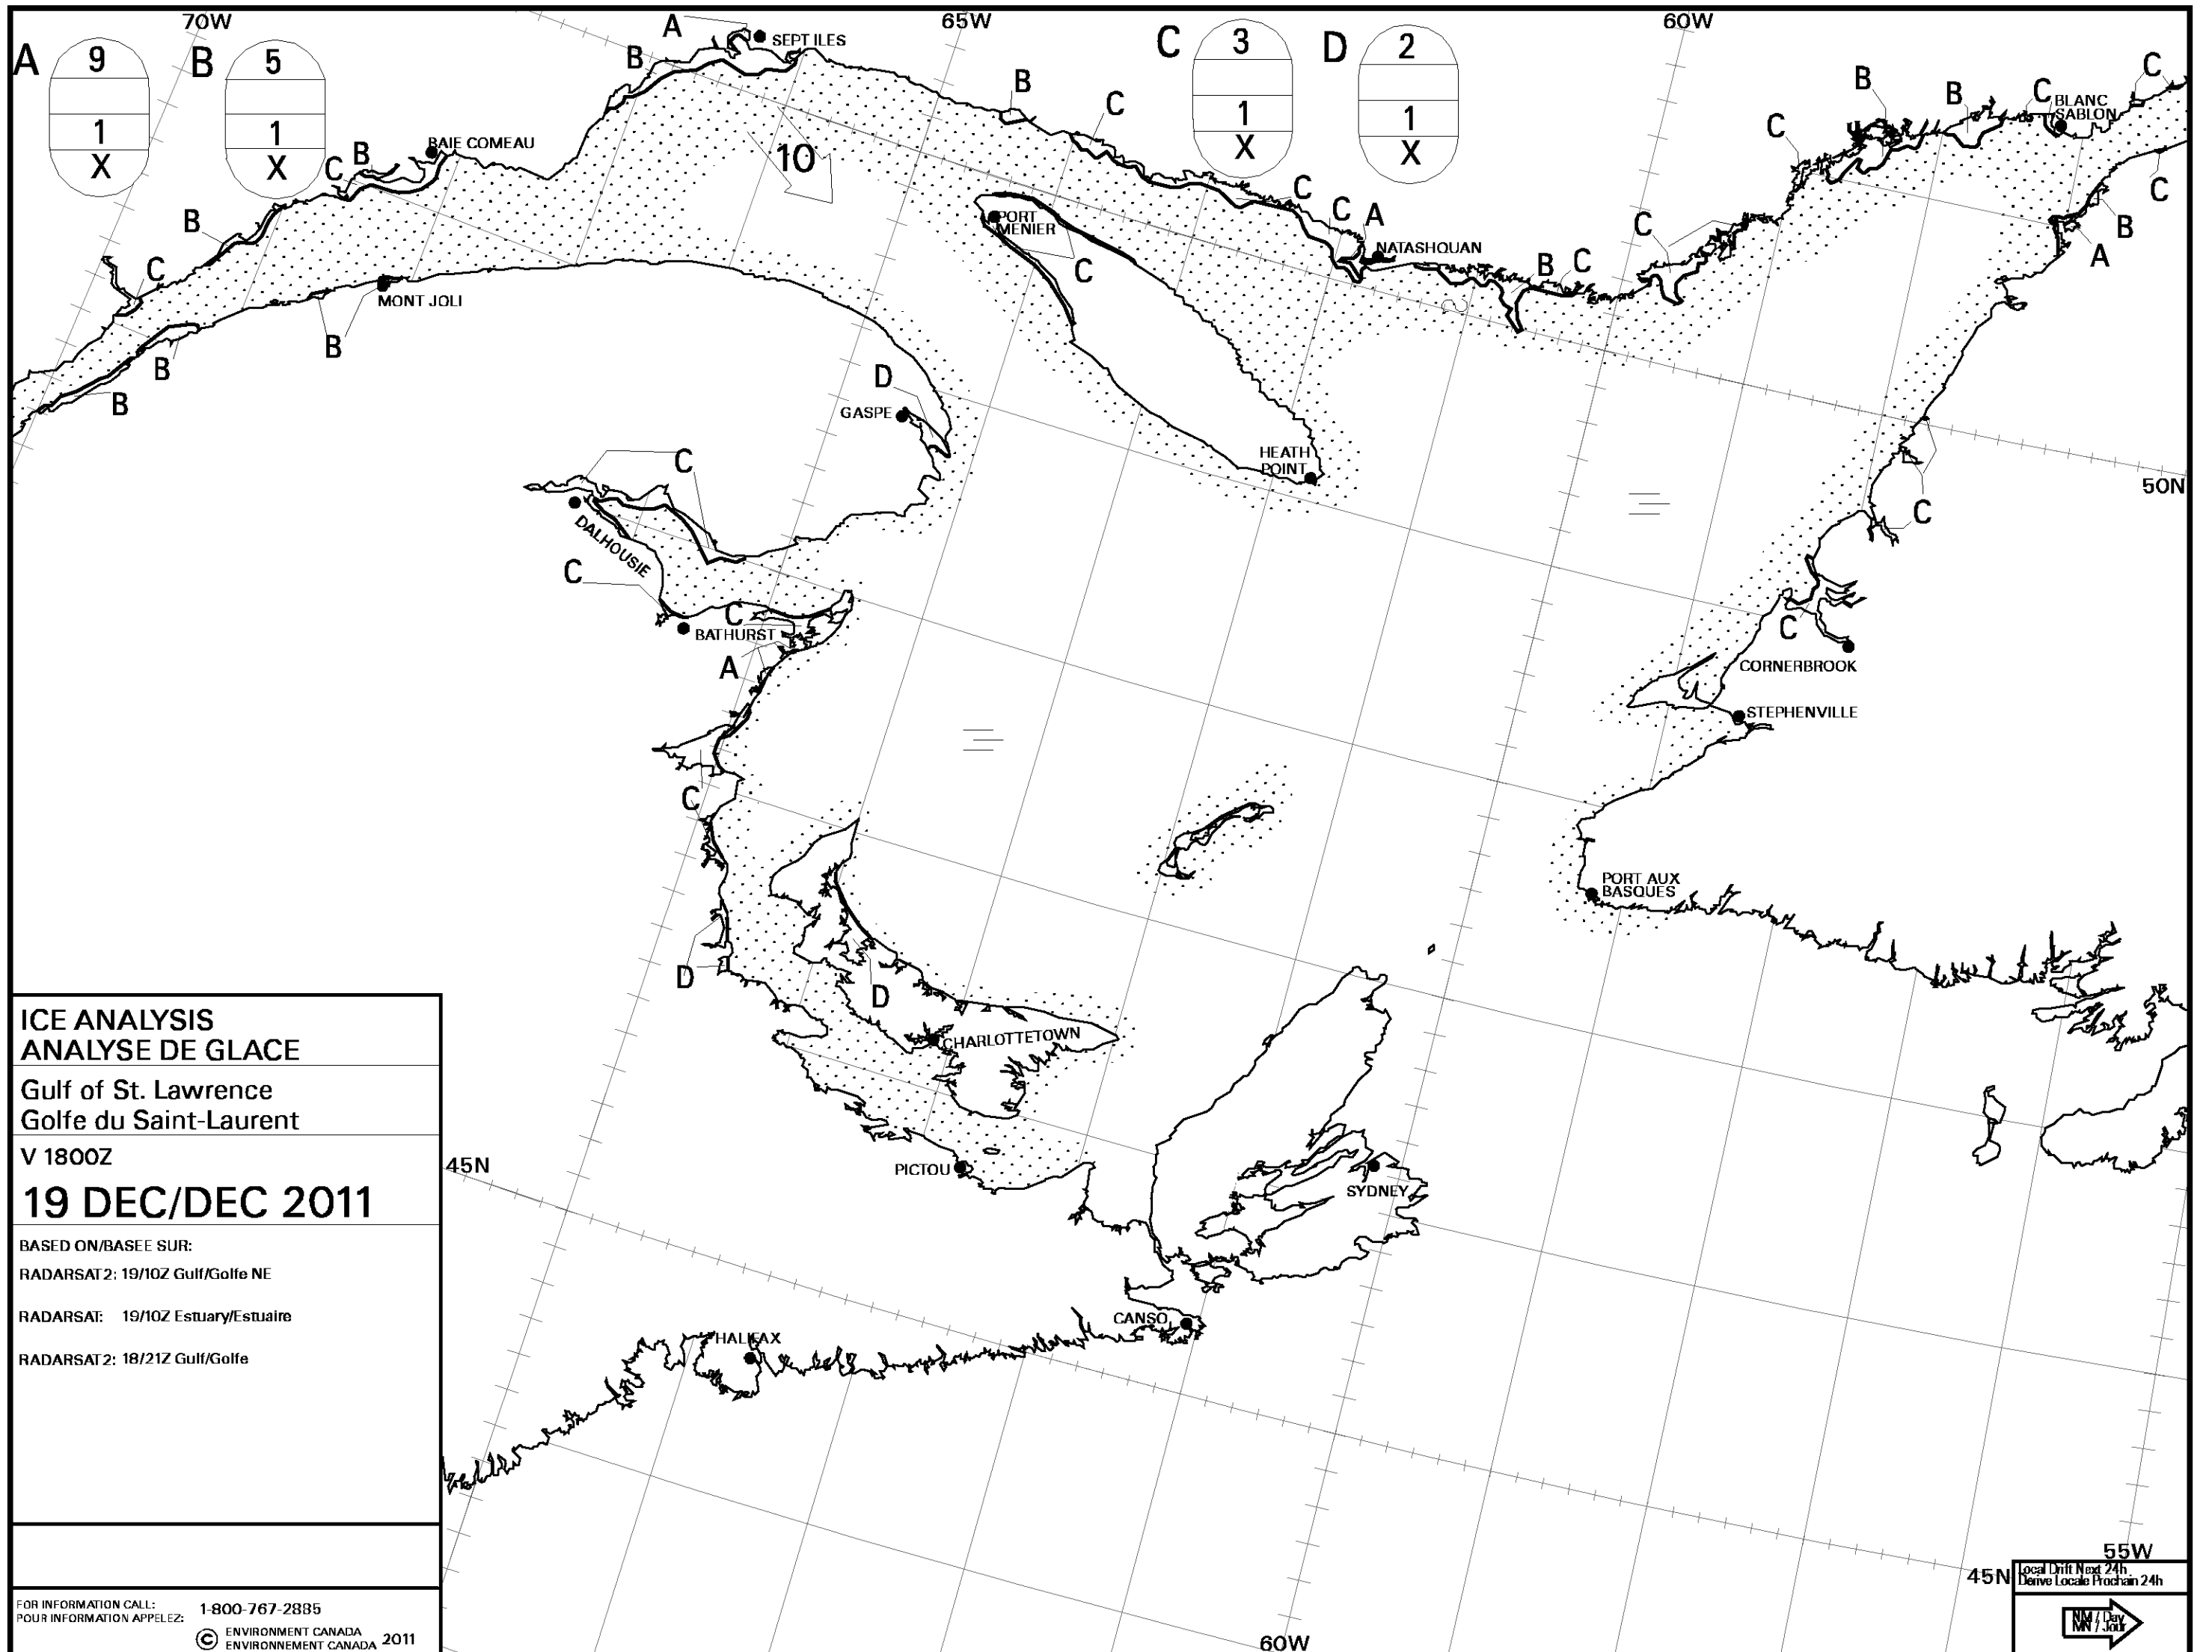 70W
65W
60W
A
9
1
X
B
5
1
X
C
3
1
X
D
2
1
X
A
SEPT ILES
B
B
C
B
B
C
BLANC
SABLON
C
C
BAIE COMEAU
B
C
10
C
B
C
PORT
MENIER
C
C
C
A
NATASHQUAN
B
C
C
B
A
C
MONT JOLI
B
B
B
D
GASPE
HEATH
POINT
50N
C
C
DALHOUSIE
C
C
BATHURST
A
C
CORNERBROOK
STEPHENVILLE
C
PORT AUX
BASQUES
D
D
CHARLOTTETOWN
PICTOU
SYDNEY
CANSO
HALIFAX
45N
ICE ANALYSIS
ANALYSE DE GLACE
Gulf of St. Lawrence
Golfe du Saint-Laurent
V 1800Z
19 DEC/DEC 2011
BASED ON/BASEE SUR:
RADARSAT2: 19/10Z Gulf/Golfe NE
RADARSAT: 19/10Z Estuary/Estuaire
RADARSAT2: 18/21Z Gulf/Golfe
FOR INFORMATION CALL:
POUR INFORMATION APPELEZ:
1-800-767-2885
© ENVIRONMENT CANADA
ENVIRONNEMENT CANADA 2011
60W
55W
45N
Local Drift Next 24h
Derive Locale Prochain 24h
NM / Day
MN / Jour